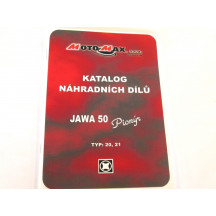 MOTO-MAX
KATALOG
NÁHRADNÍCH DÍLŮ
JAWA 50 Pionýr
TYP: 20, 21